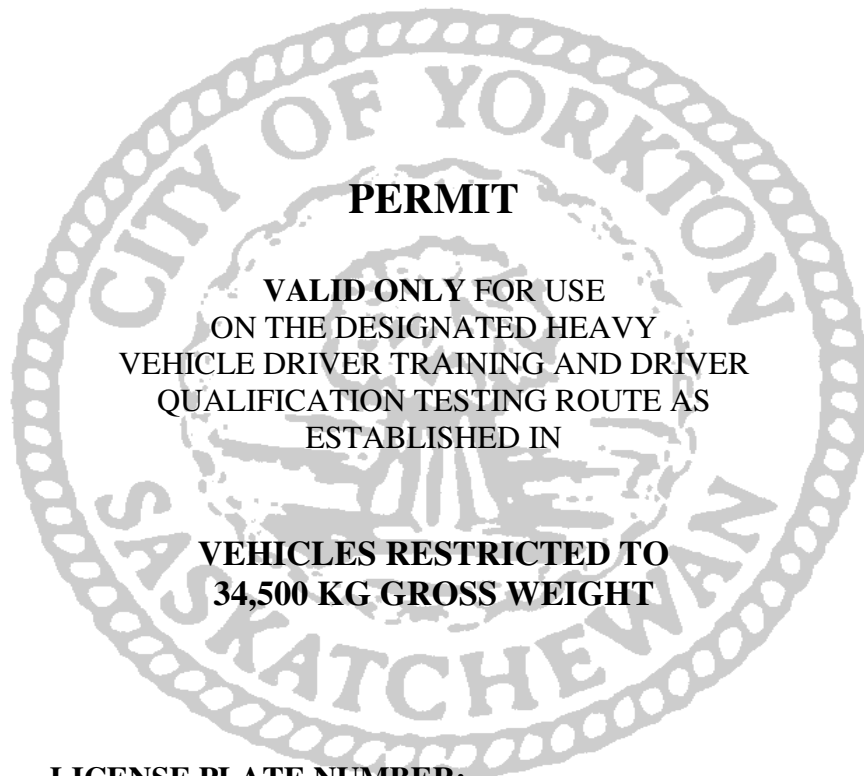 CITY OF YORKTON
PERMIT
VALID ONLY FOR USE
ON THE DESIGNATED HEAVY
VEHICLE DRIVER TRAINING AND DRIVER
QUALIFICATION TESTING ROUTE AS
ESTABLISHED IN
VEHICLES RESTRICTED TO
34,500 KG GROSS WEIGHT
SASKATCHEWAN
LICENSE PLATE NUMBER: